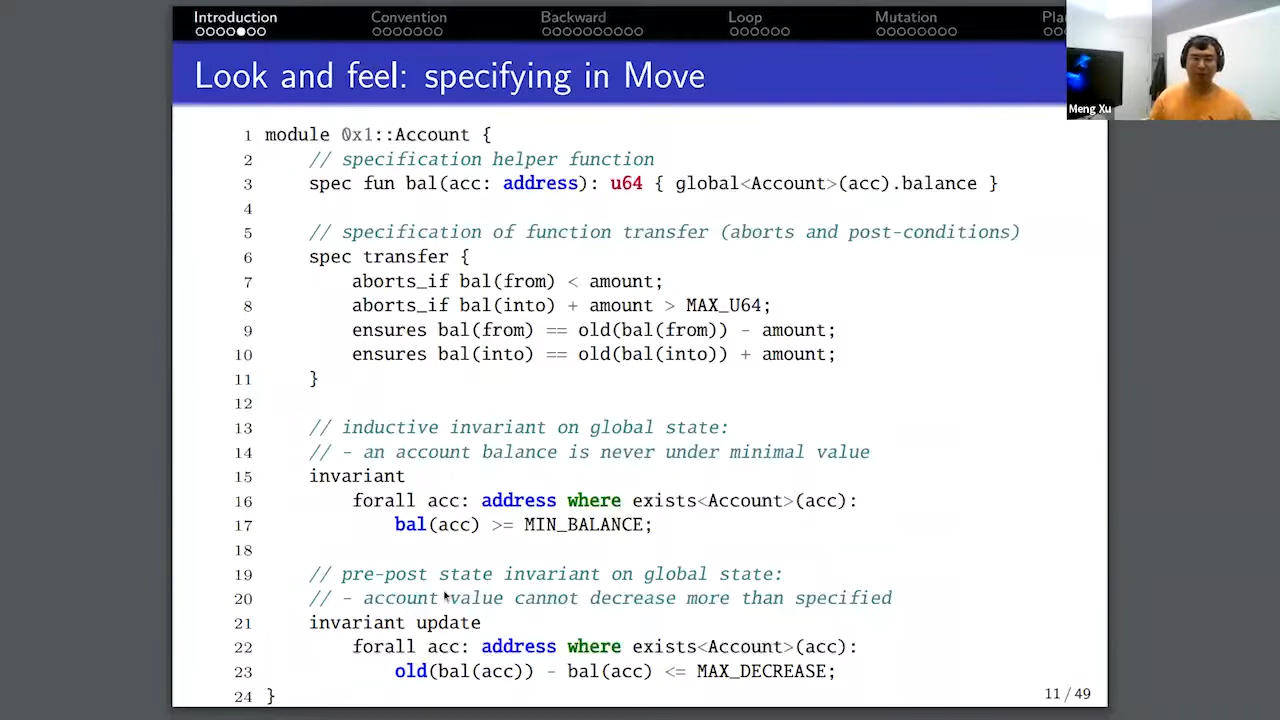 Introduction Convention Backward Loop Mutation
Look and feel: specifying in Move
Meng Xu
1 module 0x1::Account {
2 // specification helper function
3 spec fun bal(acc: address): u64 { global<Account>(acc).balance }
4
5 // specification of function transfer (aborts and post-conditions)
6 spec transfer {
7 aborts_if bal(from) < amount;
8 aborts_if bal(into) + amount > MAX_U64;
9 ensures bal(from) == old(bal(from)) - amount;
10 ensures bal(into) == old(bal(into)) + amount;
11 }
12
13 // inductive invariant on global state:
14 // - an account balance is never under minimal value
15 invariant
16 forall acc: address where exists<Account>(acc):
17 bal(acc) >= MIN_BALANCE;
18
19 // pre-post state invariant on global state:
20 // - account value cannot decrease more than specified
21 invariant update
22 forall acc: address where exists<Account>(acc):
23 old(bal(acc)) - bal(acc) <= MAX_DECREASE;
24 }
11 / 49